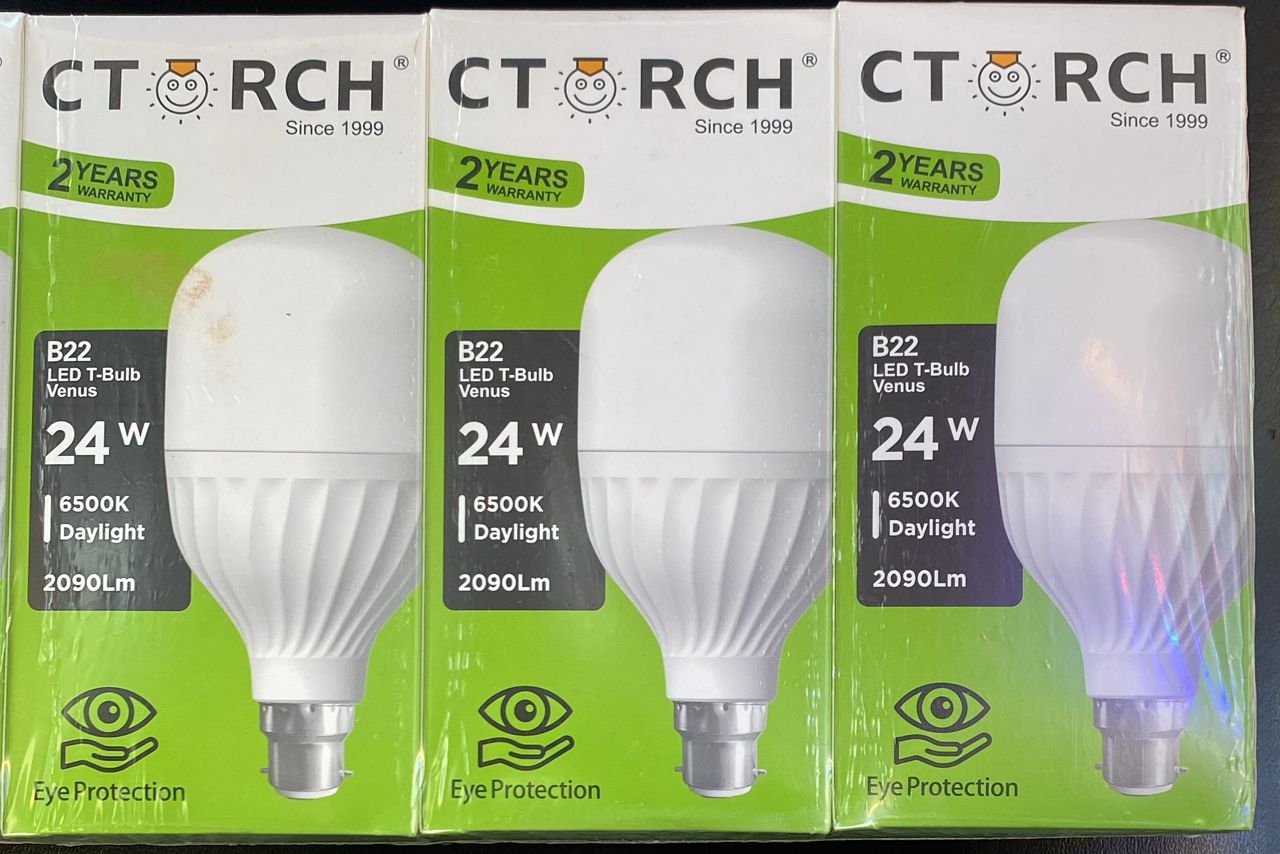 CTORCH®
Since 1999
2 YEARS
WARRANTY
B22
LED T-Bulb
Venus
24 W
6500K
Daylight
2090Lm
Eye Protection
CTORCH®
Since 1999
2 YEARS
WARRANTY
B22
LED T-Bulb
Venus
24 W
6500K
Daylight
2090Lm
Eye Protection
CTORCH®
Since 1999
2 YEARS
WARRANTY
B22
LED T-Bulb
Venus
24 W
6500K
Daylight
2090Lm
Eye Protection